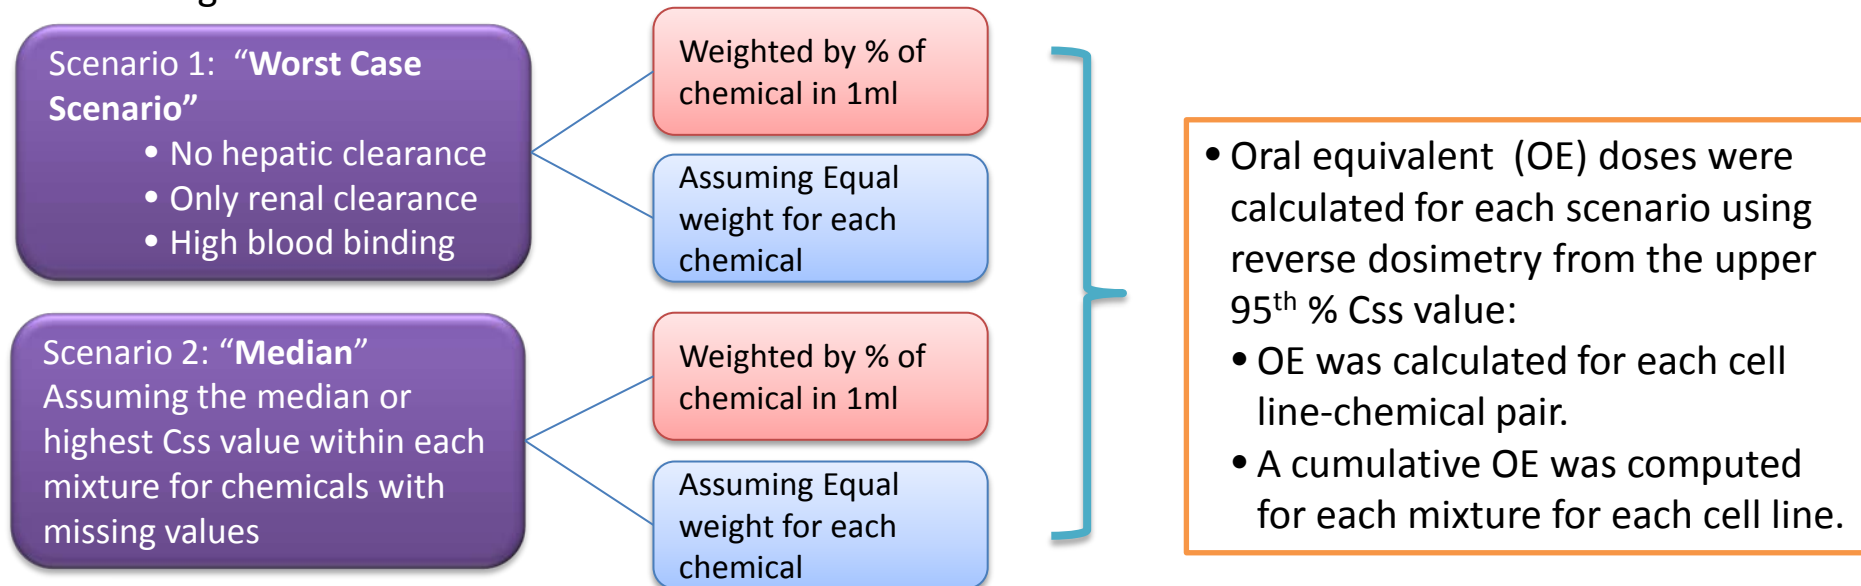 Scenario 1: “Worst Case
Scenario”
• No hepatic clearance
• Only renal clearance
• High blood binding
Weighted by % of
chemical in 1ml
Assuming Equal
weight for each
chemical
Scenario 2: “Median”
Assuming the median or
highest Css value within each
mixture for chemicals with
missing values
Weighted by % of
chemical in 1ml
Assuming Equal
weight for each
chemical
• Oral equivalent (OE) doses were
calculated for each scenario using
reverse dosimetry from the upper
95th % Css value:
• OE was calculated for each cell
line-chemical pair.
• A cumulative OE was computed
for each mixture for each cell line.